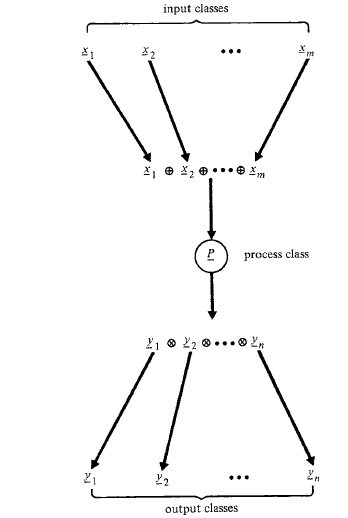 input classes
x₁ x₂ ••• xₘ
x₁ ⊕ x₂ ⊕ •••• ⊕ xₘ
P process class
y₁ ⊗ y₂ ⊗ ••• ⊗ yₙ
y₁ y₂ ••• yₙ
output classes